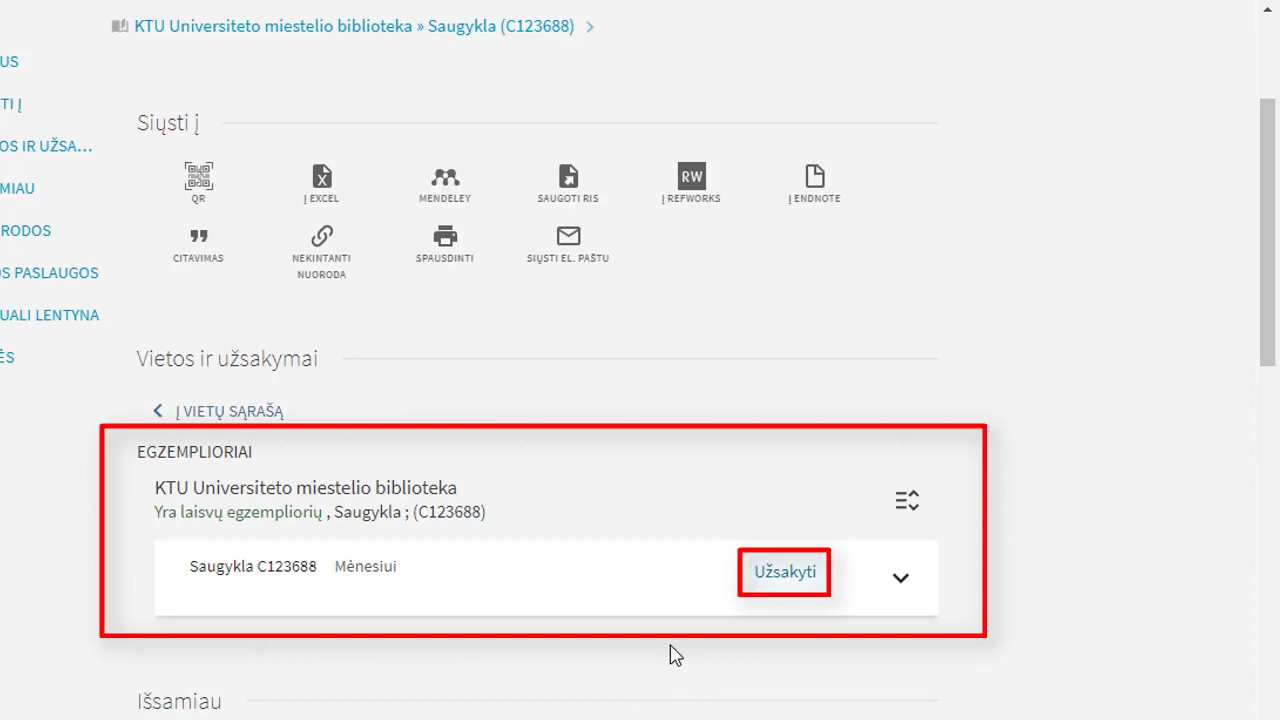 KTU Universiteto miestelio biblioteka » Saugykla (C123688)
US
TI Į
OS IR UŽSA...
MIAU
RODOS
OS PASLAUGOS
UALI LENTYNA
ĖS
Siųsti į
QR
Į EXCEL
MENDELEY
SAUGOTI RIS
RW
Į REFWORKS
Į ENDNOTE
CITAVIMAS
NEKINTANTI
NUORODA
SPAUSDINTI
SIŲSTI EL. PAŠTU
Vietos ir užsakymai
Į VIETŲ SĄRAŠĄ
EGZEMPLIORIAI
KTU Universiteto miestelio biblioteka
Yra laisvų egzempliorių , Saugykla ; (C123688)
Saugykla C123688 Mėnesiui
Užsakyti
Išsamiau